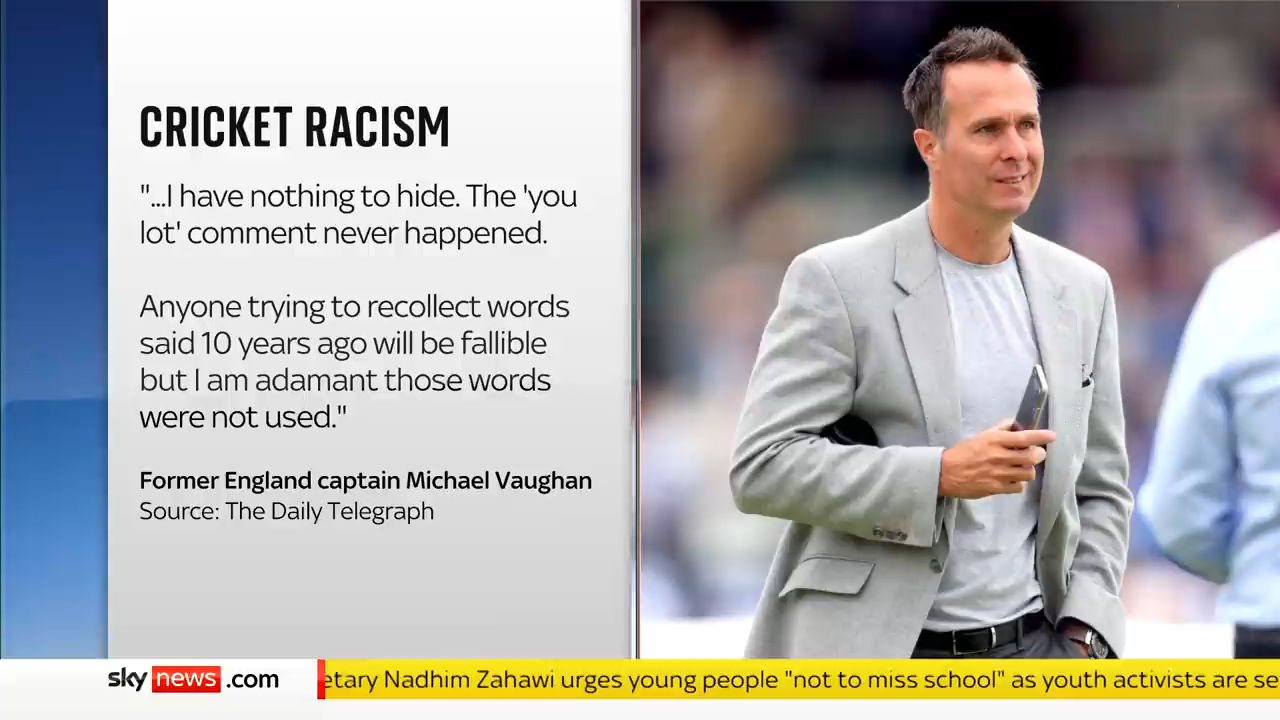 CRICKET RACISM
"...I have nothing to hide. The 'you
lot' comment never happened.
Anyone trying to recollect words
said 10 years ago will be fallible
but I am adamant those words
were not used."
Former England captain Michael Vaughan
Source: The Daily Telegraph
sky news .com
etary Nadhim Zahawi urges young people "not to miss school" as youth activists are se